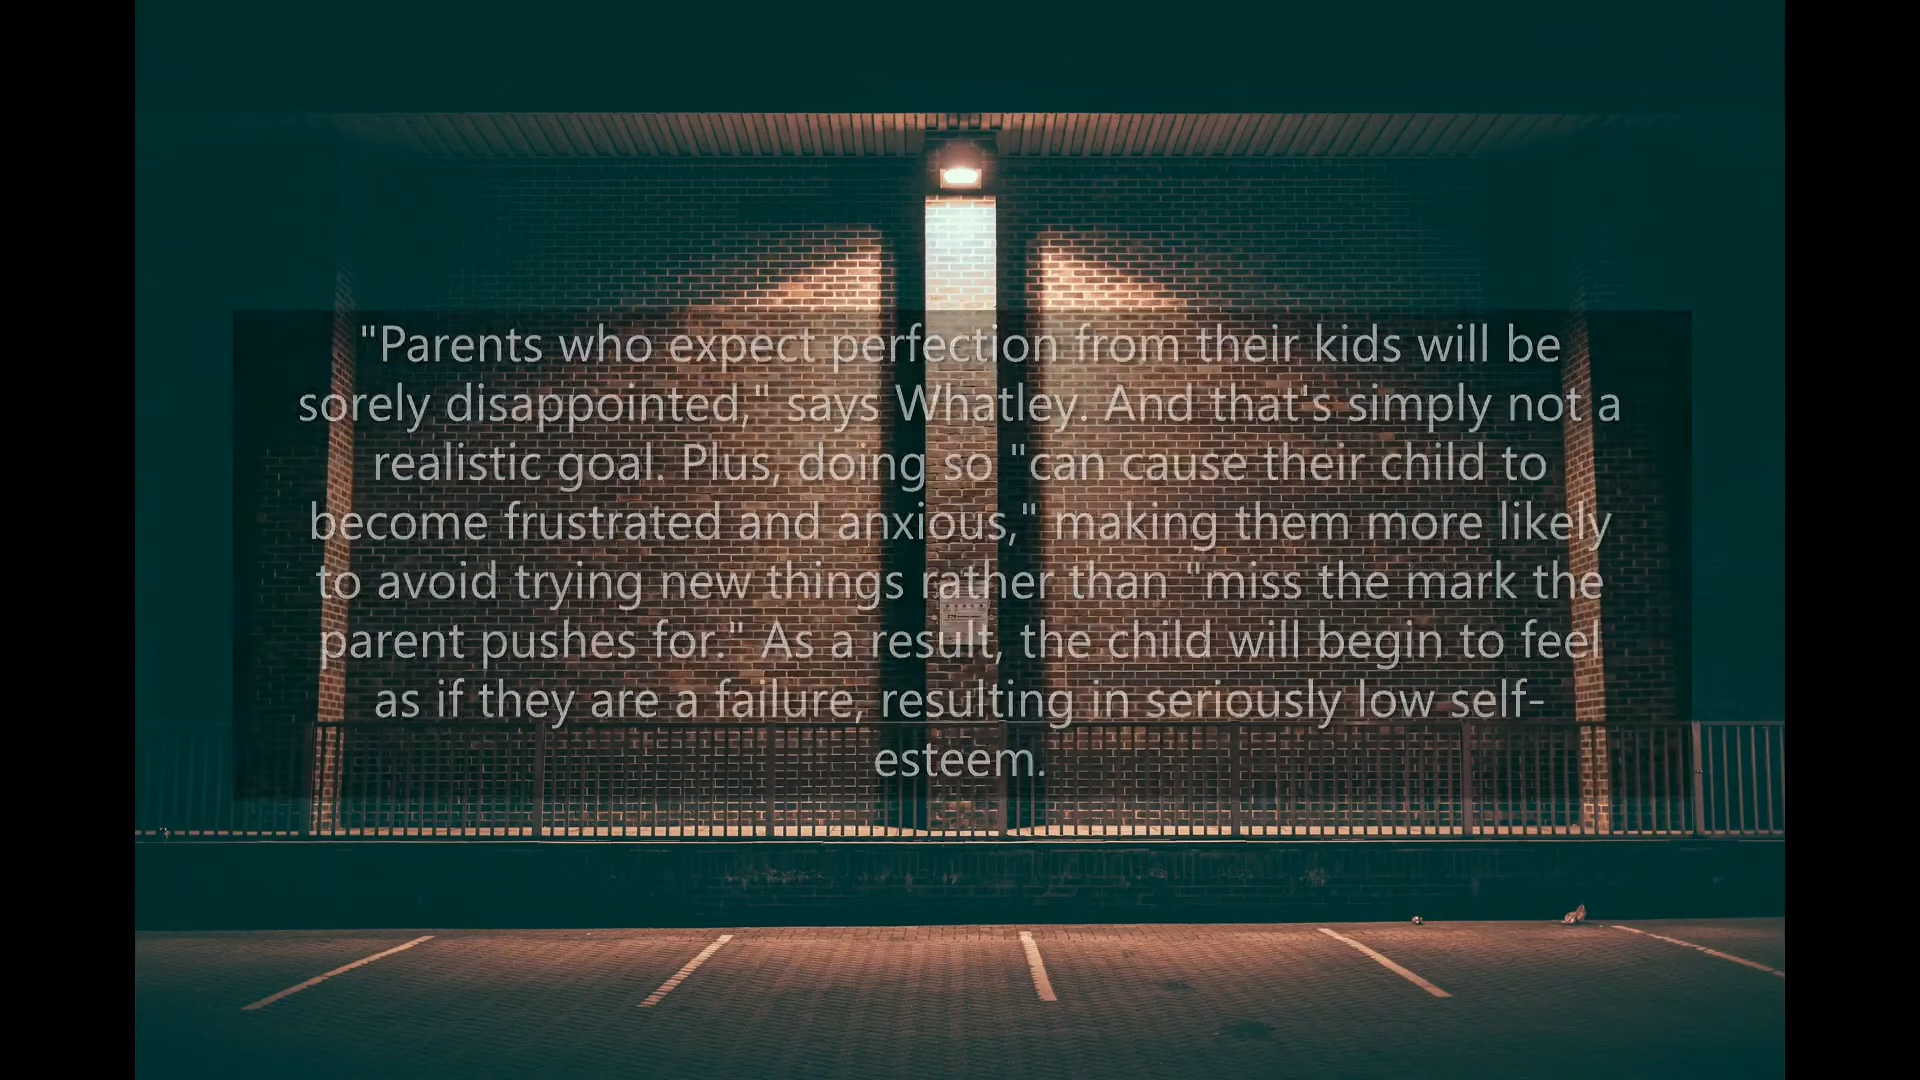 "Parents who expect perfection from their kids will be
sorely disappointed," says Whatley. And that's simply not a
realistic goal. Plus, doing so "can cause their child to
become frustrated and anxious," making them more likely
to avoid trying new things rather than "miss the mark the
parent pushes for." As a result, the child will begin to feel
as if they are a failure, resulting in seriously low self-
esteem.